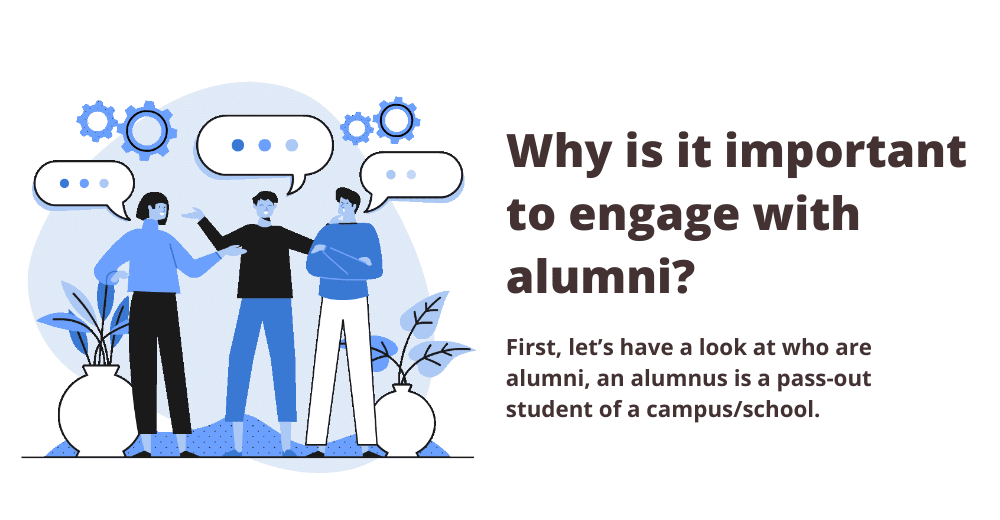 Why is it important
to engage with
alumni?
First, let’s have a look at who are
alumni, an alumnus is a pass-out
student of a campus/school.